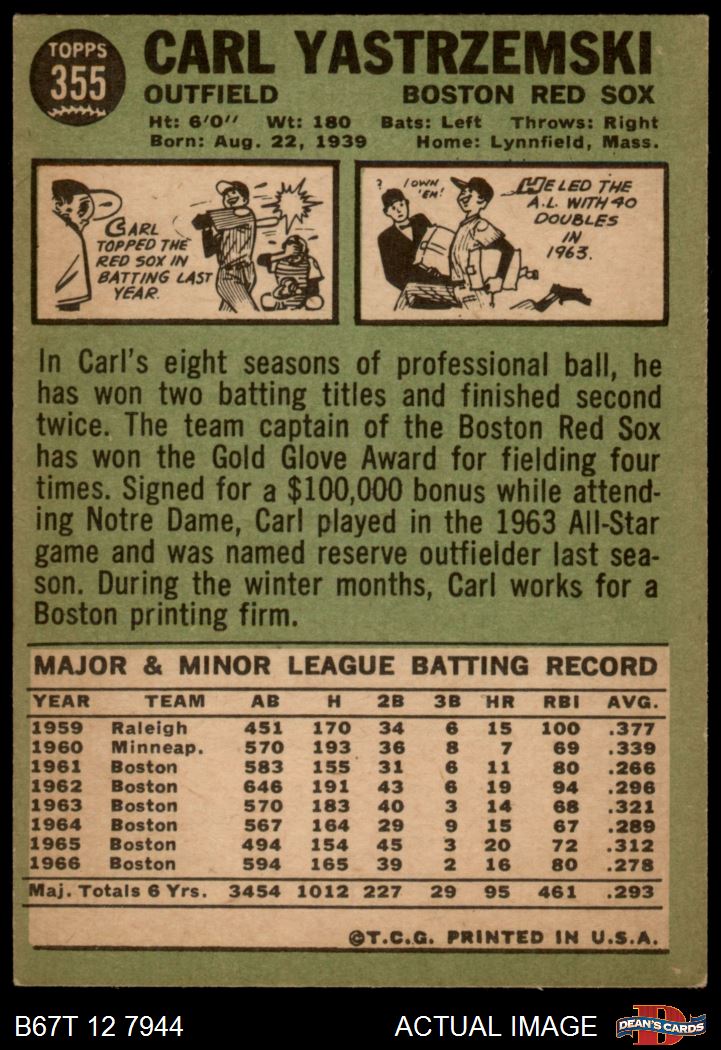 TOPPS
355
CARL YASTRZEMSKI
OUTFIELD BOSTON RED SOX
Ht: 6'0'' Wt: 180 Bats: Left Throws: Right
Born: Aug. 22, 1939 Home: Lynnfield, Mass.
CARL
TOPPED THE
RED SOX IN
BATTING LAST
YEAR.
? I OWN
'EM!
HE LED THE
A.L. WITH 40
DOUBLES
IN
1963.
In Carl's eight seasons of professional ball, he
has won two batting titles and finished second
twice. The team captain of the Boston Red Sox
has won the Gold Glove Award for fielding four
times. Signed for a $100,000 bonus while attend-
ing Notre Dame, Carl played in the 1963 All-Star
game and was named reserve outfielder last sea-
son. During the winter months, Carl works for a
Boston printing firm.
MAJOR & MINOR LEAGUE BATTING RECORD
YEAR TEAM AB H 2B 3B HR RBI AVG.
1959 Raleigh 451 170 34 6 15 100 .377
1960 Minneap. 570 193 36 8 7 69 .339
1961 Boston 583 155 31 6 11 80 .266
1962 Boston 646 191 43 6 19 94 .296
1963 Boston 570 183 40 3 14 68 .321
1964 Boston 567 164 29 9 15 67 .289
1965 Boston 494 154 45 3 20 72 .312
1966 Boston 594 165 39 2 16 80 .278
Maj. Totals 6 Yrs. 3454 1012 227 29 95 461 .293
©T.C.G. PRINTED IN U.S.A.
B67T 12 7944 ACTUAL IMAGE
D
DEAN'S CARDS